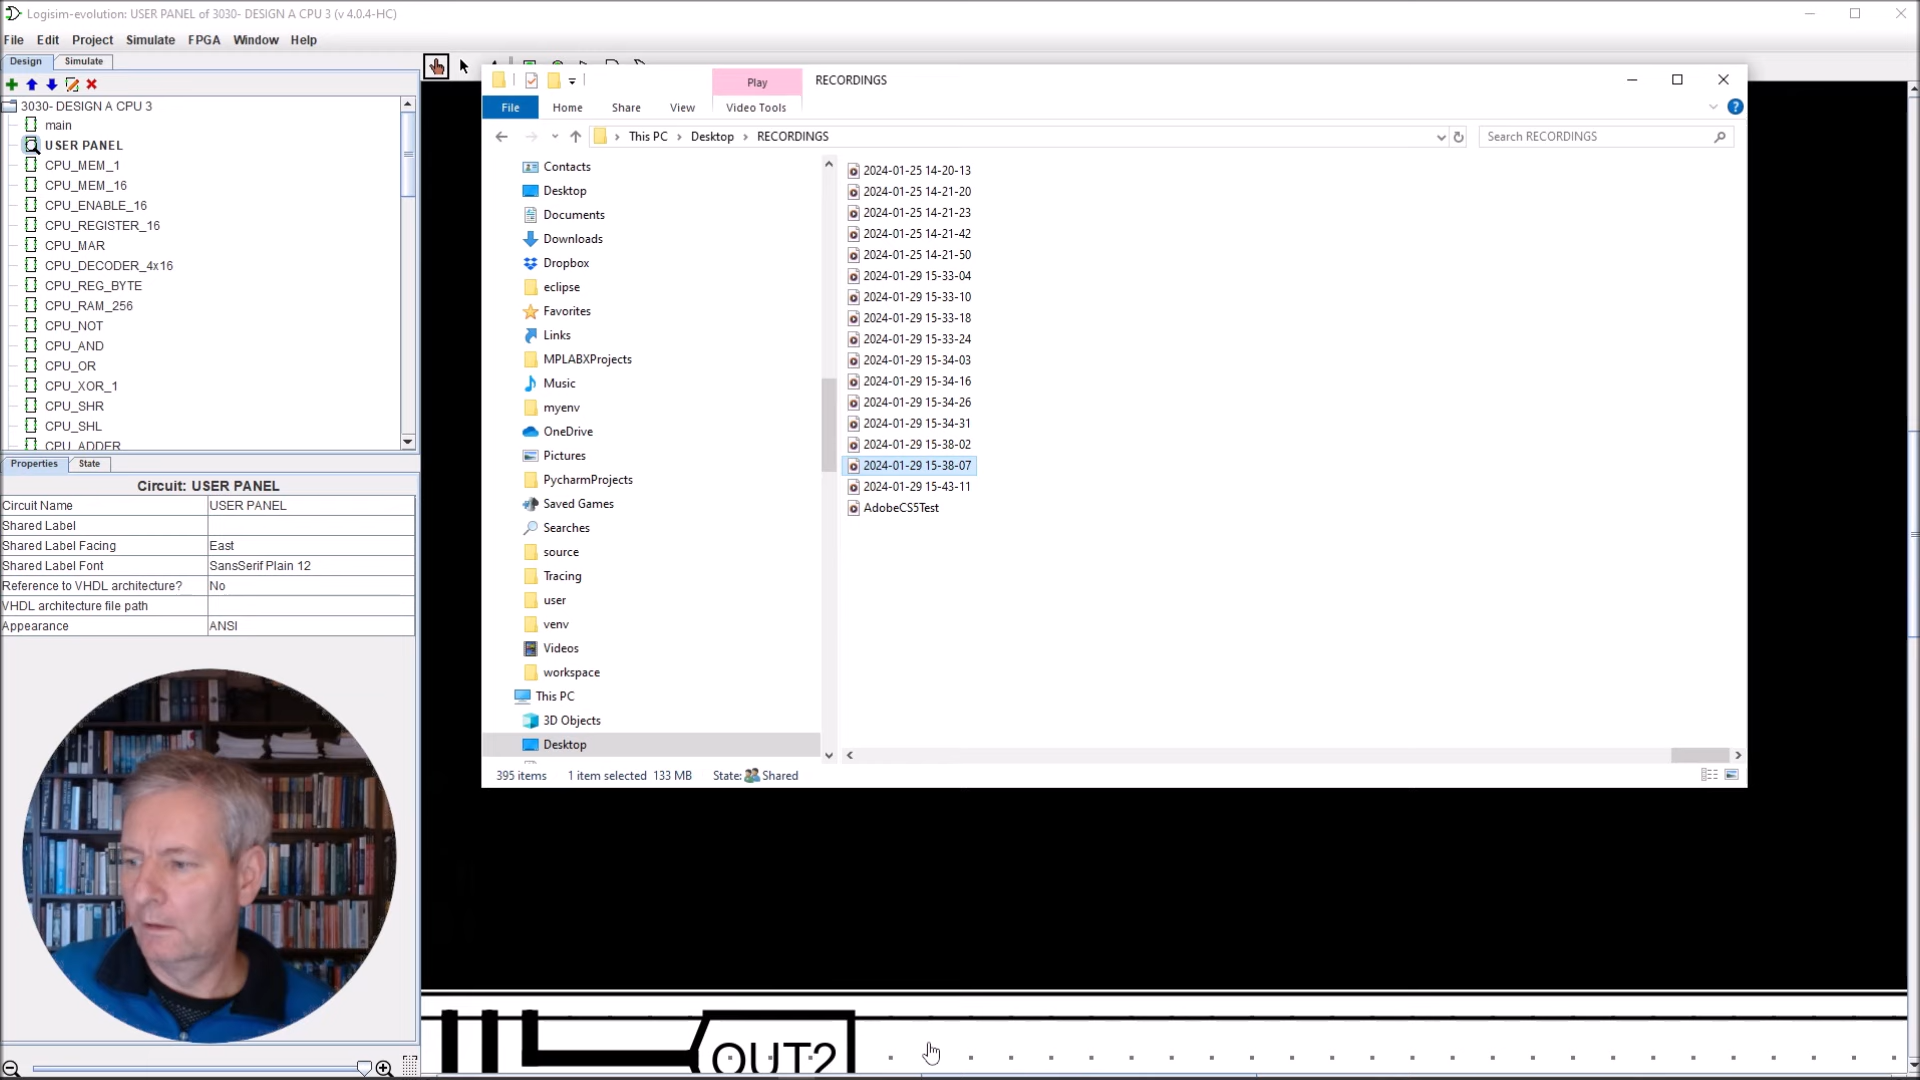 Logisim-evolution: USER PANEL of 3030- DESIGN A CPU 3 (v 4.0.4-HC)
File Edit Project Simulate FPGA Window Help
Design Simulate
3030- DESIGN A CPU 3
main
USER PANEL
CPU_MEM_1
CPU_MEM_16
CPU_ENABLE_16
CPU_REGISTER_16
CPU_MAR
CPU_DECODER_4x16
CPU_REG_BYTE
CPU_RAM_256
CPU_NOT
CPU_AND
CPU_OR
CPU_XOR_1
CPU_SHR
CPU_SHL
CPU_ADDER
Properties State
Circuit: USER PANEL
Circuit Name USER PANEL
Shared Label
Shared Label Facing East
Shared Label Font SansSerif Plain 12
Reference to VHDL architecture? No
VHDL architecture file path
Appearance ANSI
Play RECORDINGS
File Home Share View Video Tools
This PC Desktop RECORDINGS
Search RECORDINGS
Contacts
Desktop
Documents
Downloads
Dropbox
eclipse
Favorites
Links
MPLABXProjects
Music
myenv
OneDrive
Pictures
PycharmProjects
Saved Games
Searches
source
Tracing
user
venv
Videos
workspace
This PC
3D Objects
Desktop
2024-01-25 14-20-13
2024-01-25 14-21-20
2024-01-25 14-21-23
2024-01-25 14-21-42
2024-01-25 14-21-50
2024-01-29 15-33-04
2024-01-29 15-33-10
2024-01-29 15-33-18
2024-01-29 15-33-24
2024-01-29 15-34-03
2024-01-29 15-34-16
2024-01-29 15-34-26
2024-01-29 15-34-31
2024-01-29 15-38-02
2024-01-29 15-38-07
2024-01-29 15-43-11
AdobeCS5Test
395 items 1 item selected 133 MB State: Shared
OUT2